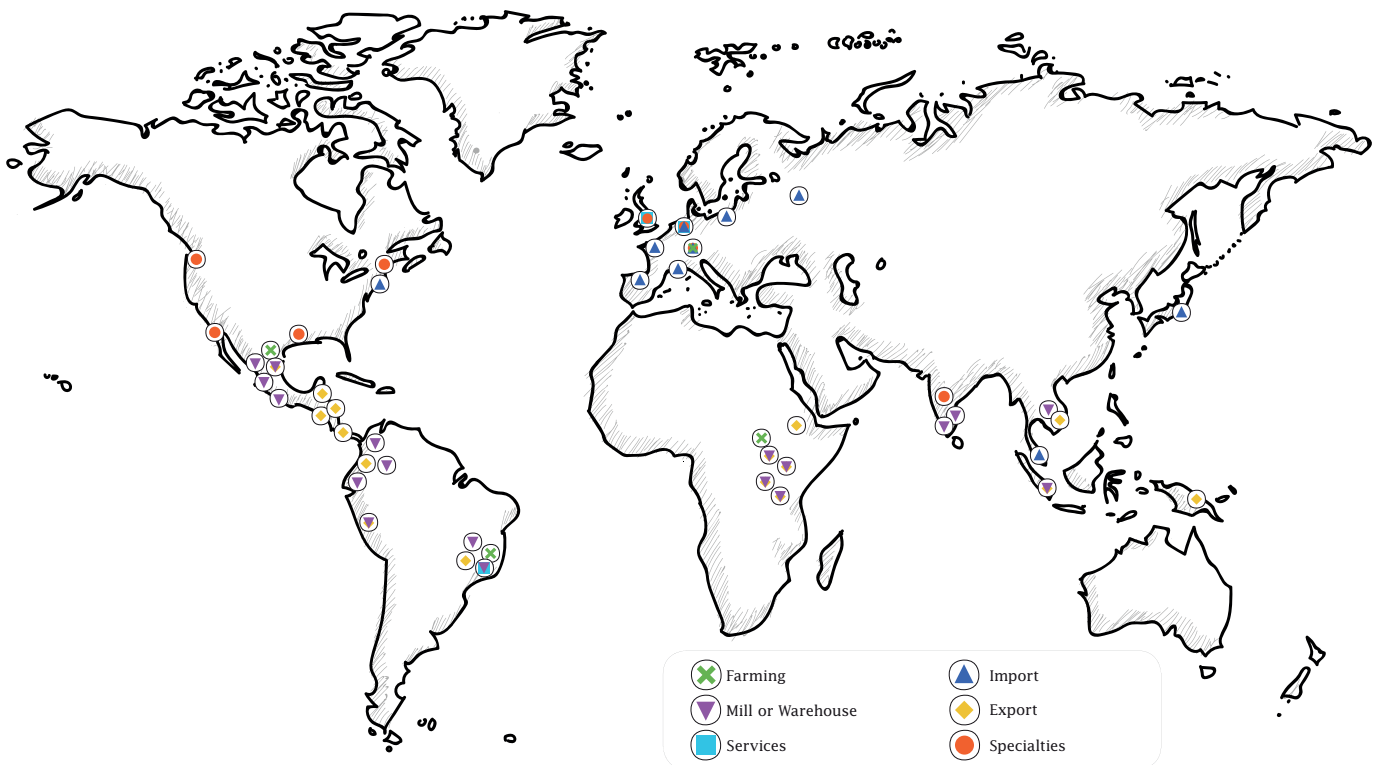 Farming
Mill or Warehouse
Services
Import
Export
Specialties